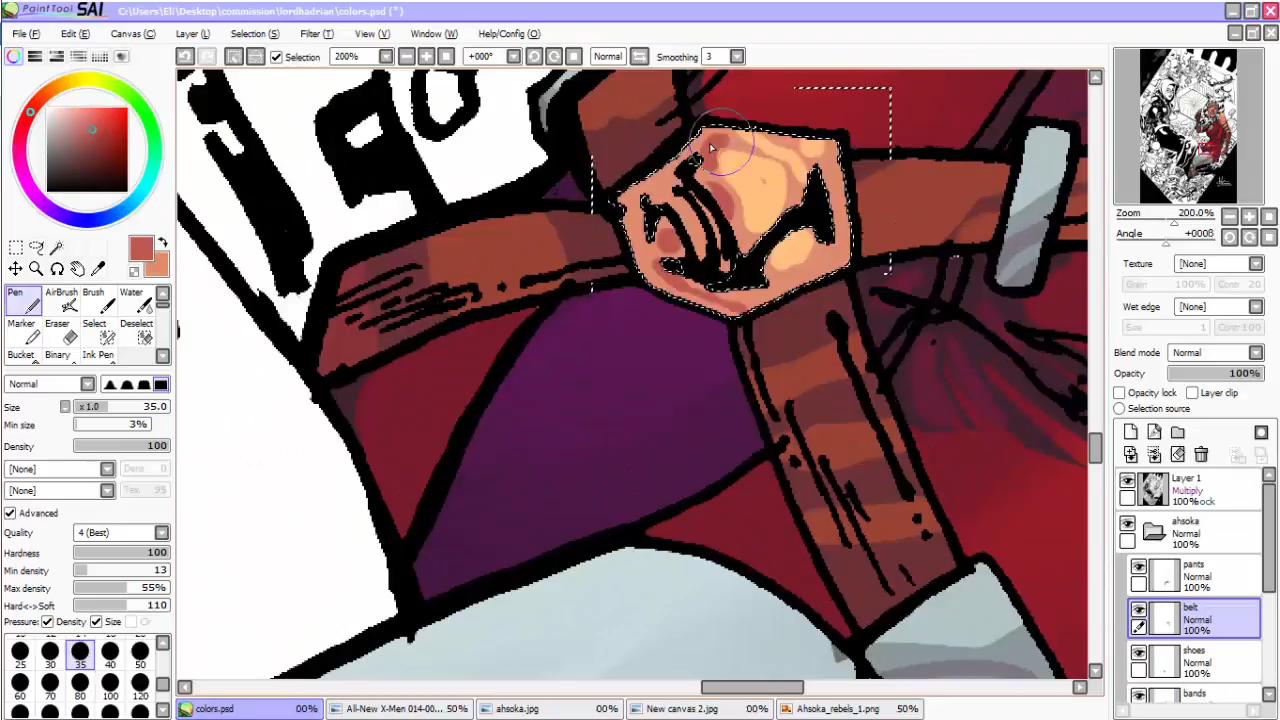 PaintTool SAI C:\Users\Eli\Desktop\commission\lordhadrian\colors.psd (*)
File (F) Edit (E) Canvas (C) Layer (L) Selection (S) Filter (T) View (V) Window (W) Help/Config (O)
Selection 200% +000° Normal Smoothing 3
Zoom 200.0%
Angle +000ß
Texture [None]
Grain 100% Contr 20
Wet edge [None]
Size 1 Contr 100
Blend mode Normal
Opacity 100%
Opacity lock Layer clip
Selection source
Pen AirBrush Brush Water
Marker Eraser Select Deselect
Bucket Binary Ink Pen
Normal
Size x 1.0 35.0
Min size 3%
Density 100
[None] Dens 0
[None] Tex. 95
Advanced
Quality 4 (Best)
Hardness 100
Min density 13
Max density 55%
Hard<->Soft 110
Pressure: Density Size
25 30 35 40 50
60 70 80 100 120
Layer 1
Multiply
100% ock
ahsoka
Normal
100%
pants
Normal
100%
belt
Normal
100%
shoes
Normal
100%
bands
Normal
colors.psd 00% All-New X-Men 014-00... 50% ahsoka.jpg 00% New canvas 2.jpg 00% Ahsoka_rebels_1.png 50%